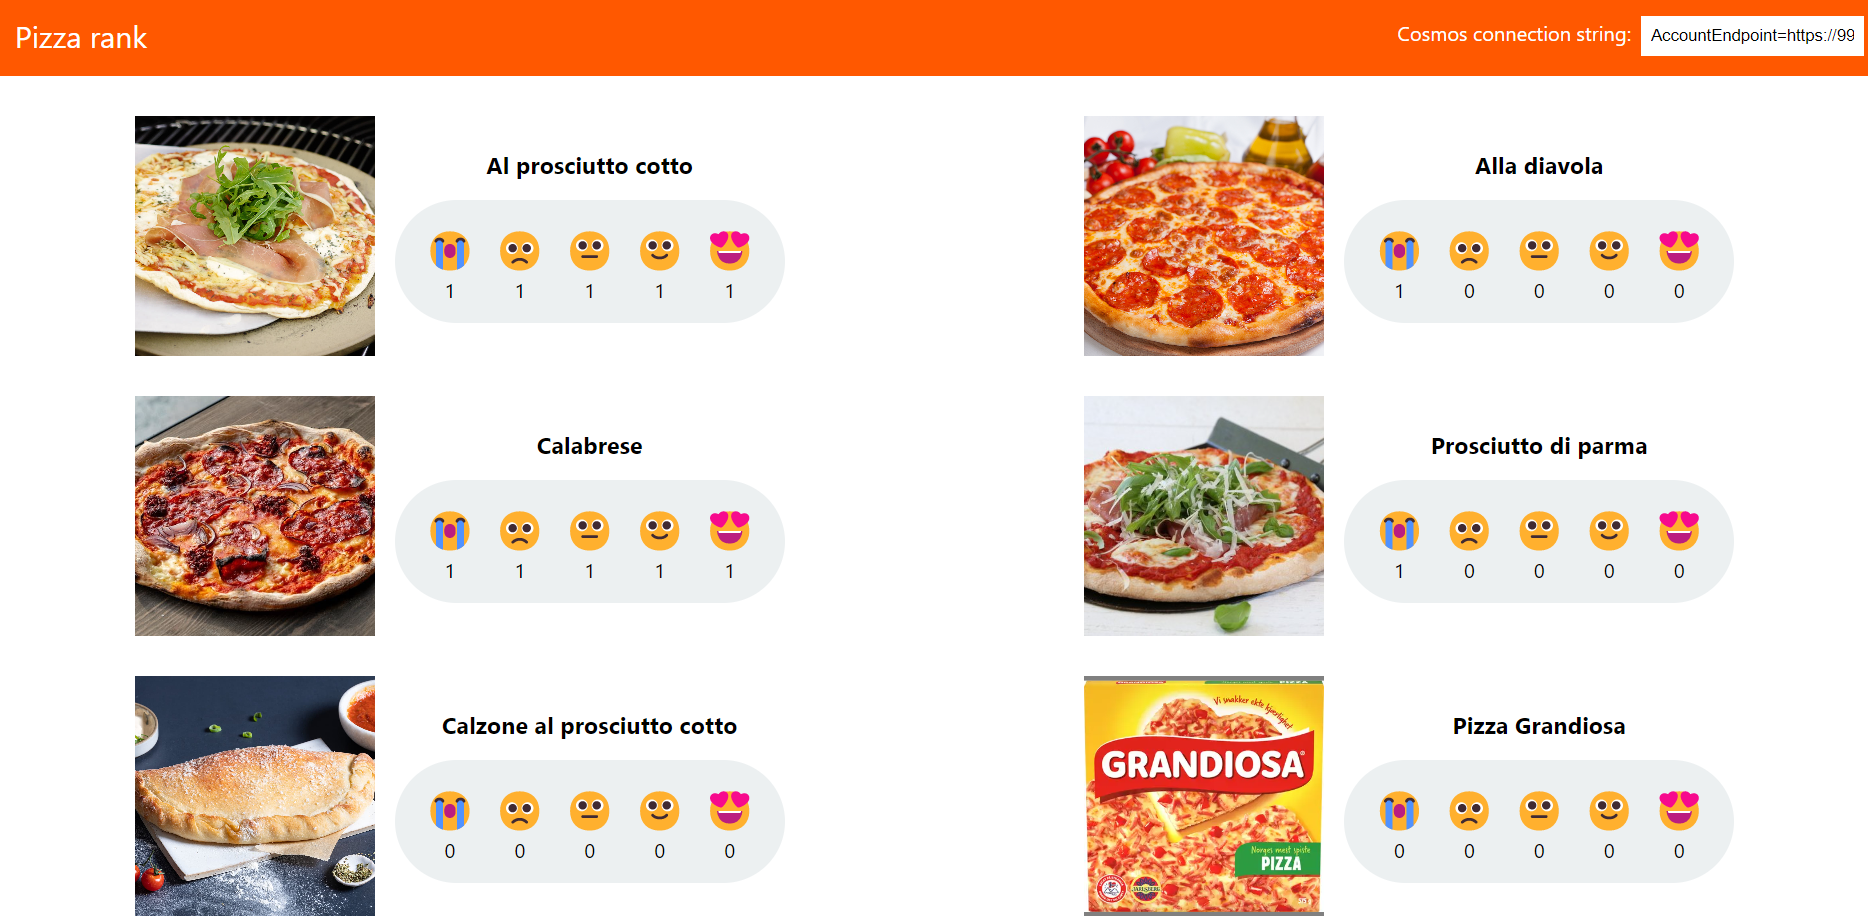 Pizza rank
Cosmos connection string: AccountEndpoint=https://99
Al prosciutto cotto
1 1 1 1 1
Alla diavola
1 0 0 0 0
Calabrese
1 1 1 1 1
Prosciutto di parma
1 0 0 0 0
Calzone al prosciutto cotto
0 0 0 0 0
Vi snakker ekte kjærlighet
GRANDIOSA
Norges mest spiste
PIZZA
JARLSBERG
Pizza Grandiosa
0 0 0 0 0